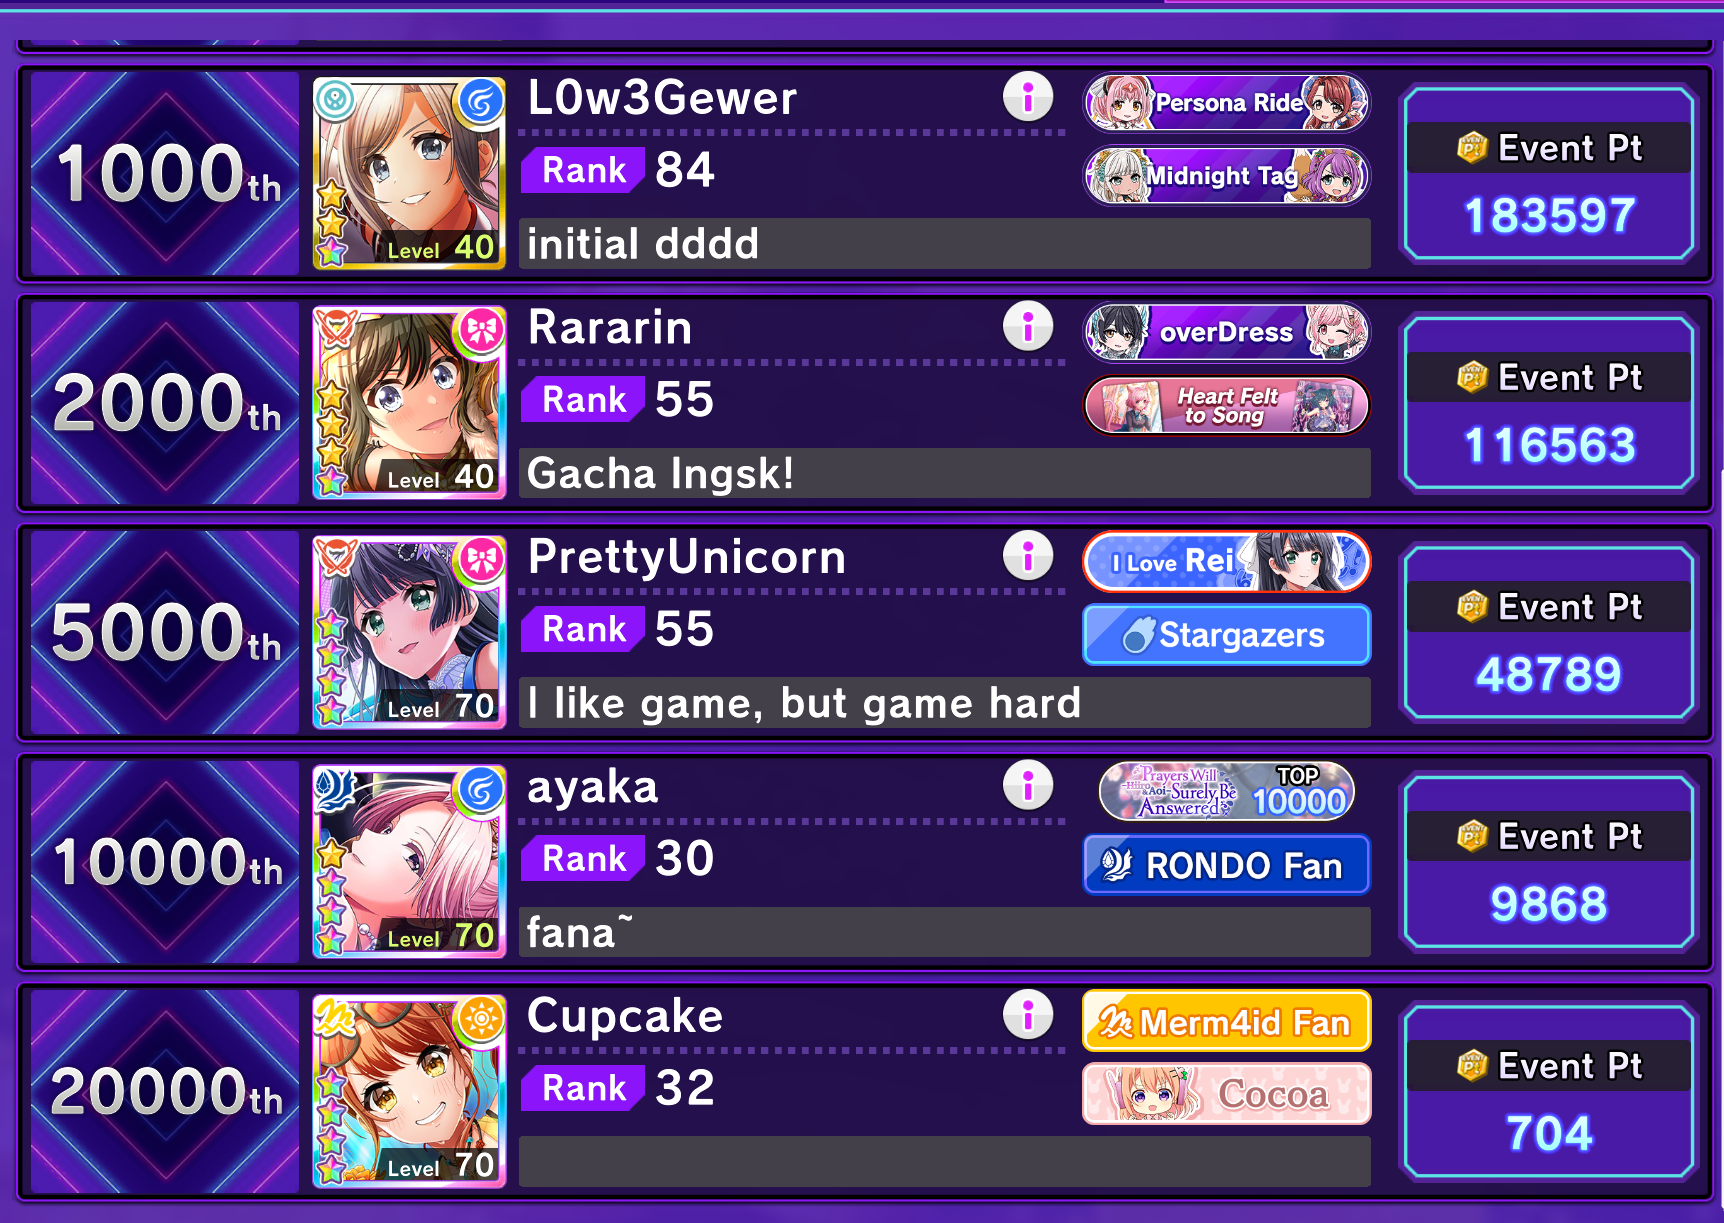 1000th
L0w3Gewer
Rank 84
initial dddd
Level 40
Persona Ride
Midnight Tag
Event Pt
183597
2000th
Rararin
Rank 55
Gacha Ingsk!
Level 40
overDress
Heart Felt
to Song
Event Pt
116563
5000th
PrettyUnicorn
Rank 55
I like game, but game hard
Level 70
I Love Rei
Stargazers
Event Pt
48789
10000th
ayaka
Rank 30
fana~
Level 70
Prayers Will
-Hiiro &Aoi- Surely Be
Answered
TOP
10000
RONDO Fan
Event Pt
9868
20000th
Cupcake
Rank 32
Level 70
Merm4id Fan
Cocoa
Event Pt
704